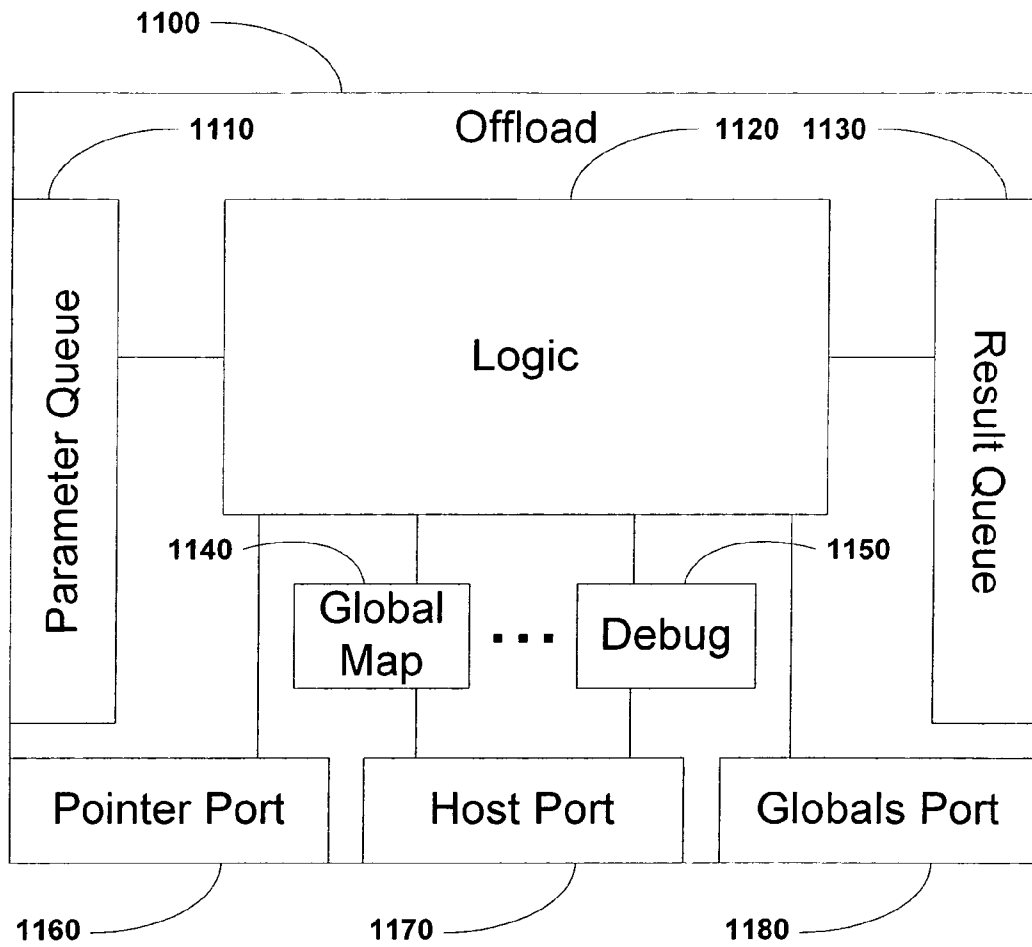 1100
Offload
1110
1120 1130
Parameter Queue
Logic
Result Queue
1140
1150
Global
Map
...
Debug
Pointer Port
Host Port
Globals Port
1160
1170
1180